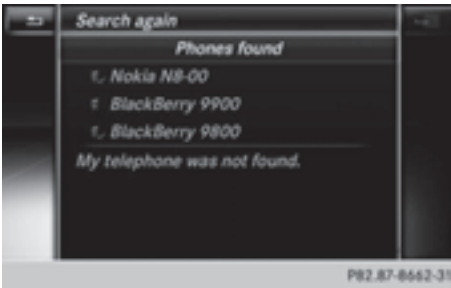 Search again
Phones found
Nokia N8-00
BlackBerry 9900
BlackBerry 9800
My telephone was not found.
P82.87-8662-31